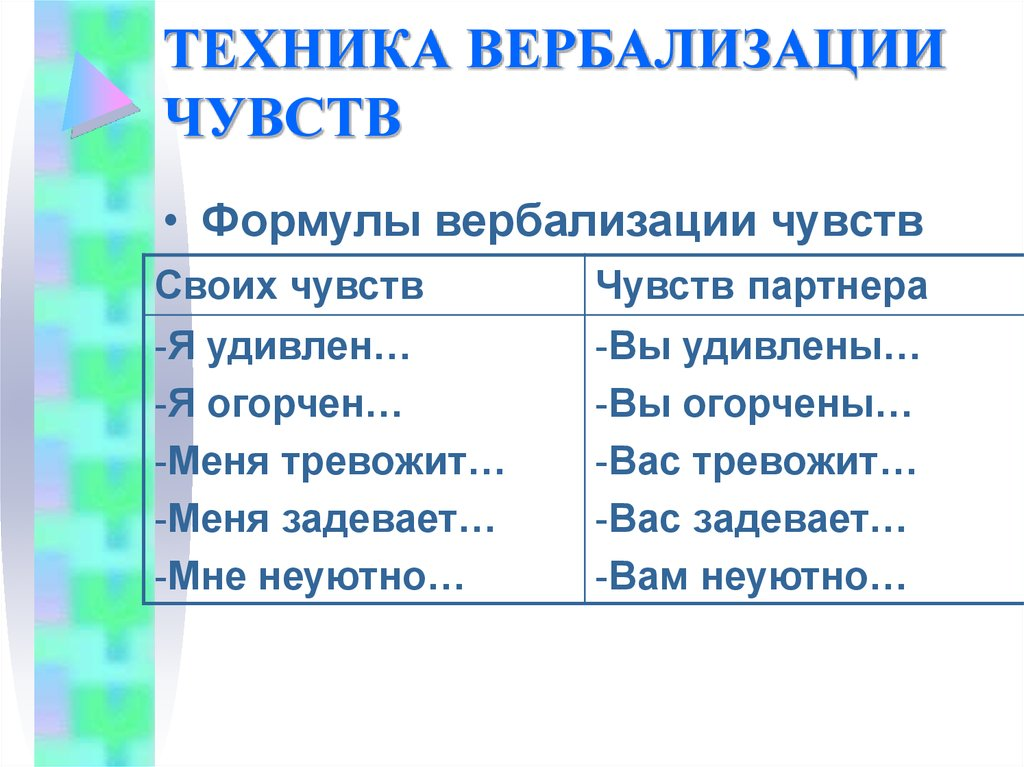 ТЕХНИКА ВЕРБАЛИЗАЦИИ
ЧУВСТВ
• Формулы вербализации чувств
Своих чувств
Чувств партнера
-Я удивлен…
-Я огорчен…
-Меня тревожит…
-Меня задевает…
-Мне неуютно…
-Вы удивлены…
-Вы огорчены…
-Вас тревожит…
-Вас задевает…
-Вам неуютно…